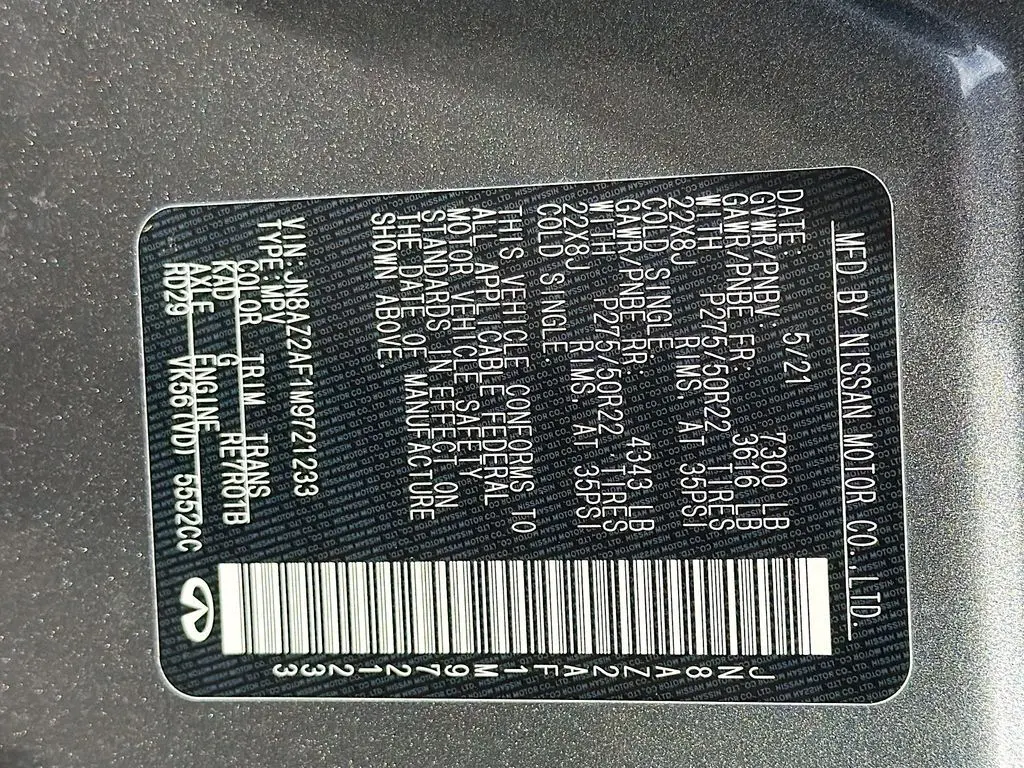 MFD BY NISSAN MOTOR CO., LTD.
DATE: 5/21
GVWR/PNBV: 7300 LB
GAWR/PNBE FR: 3616 LB
WITH P275/50R22 TIRES
22X8J RIMS. AT 35PSI
COLD SINGLE.
GAWR/PNBE RR: 4343 LB
WITH P275/50R22 TIRES
22X8J RIMS. AT 35PSI
COLD SINGLE
THIS VEHICLE CONFORMS TO
ALL APPLICABLE FEDERAL
MOTOR VEHICLE SAFETY
STANDARDS IN EFFECT ON
THE DATE OF MANUFACTURE
SHOWN ABOVE.
VIN:JN8AZ2AF1M9721233
TYPE:MPV
COLOR TRIM TRANS
KAD G RE7R01B
AXLE ENGINE
RD29 VK56(VD) 5552CC
JN8AZ2AF1M9721233